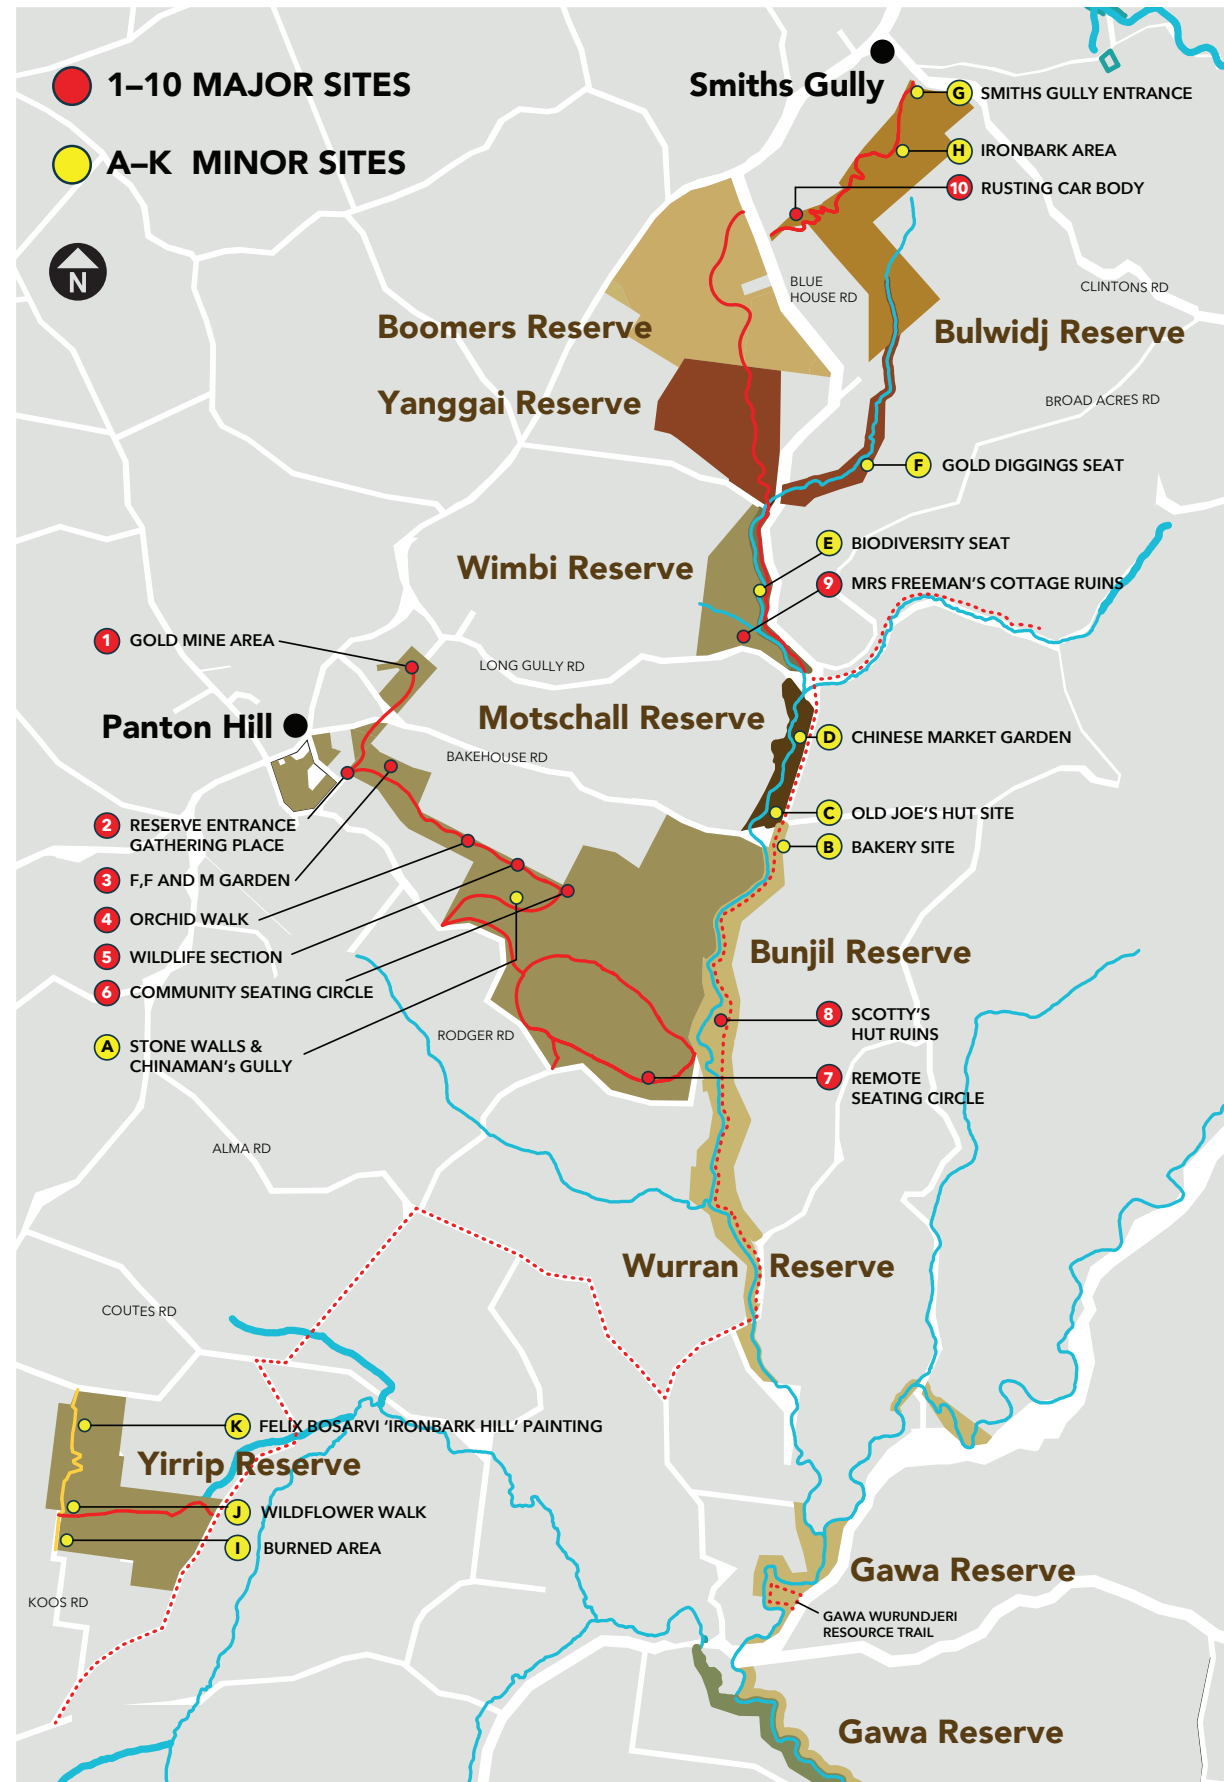 1–10 MAJOR SITES
A–K MINOR SITES
N
Smiths Gully
G SMITHS GULLY ENTRANCE
H IRONBARK AREA
10 RUSTING CAR BODY
BLUE
HOUSE RD
CLINTONS RD
Boomers Reserve
Bulwidj Reserve
Yanggai Reserve
BROAD ACRES RD
F GOLD DIGGINGS SEAT
E BIODIVERSITY SEAT
Wimbi Reserve
9 MRS FREEMAN'S COTTAGE RUINS
1 GOLD MINE AREA
LONG GULLY RD
Panton Hill
Motschall Reserve
D CHINESE MARKET GARDEN
BAKEHOUSE RD
C OLD JOE'S HUT SITE
2 RESERVE ENTRANCE
GATHERING PLACE
B BAKERY SITE
3 F,F AND M GARDEN
4 ORCHID WALK
5 WILDLIFE SECTION
Bunjil Reserve
6 COMMUNITY SEATING CIRCLE
8 SCOTTY'S
HUT RUINS
RODGER RD
A STONE WALLS &
CHINAMAN's GULLY
7 REMOTE
SEATING CIRCLE
ALMA RD
Wurran Reserve
COUTES RD
K FELIX BOSARVI 'IRONBARK HILL' PAINTING
Yirrip Reserve
J WILDFLOWER WALK
I BURNED AREA
Gawa Reserve
KOOS RD
GAWA WURUNDJERI
RESOURCE TRAIL
Gawa Reserve